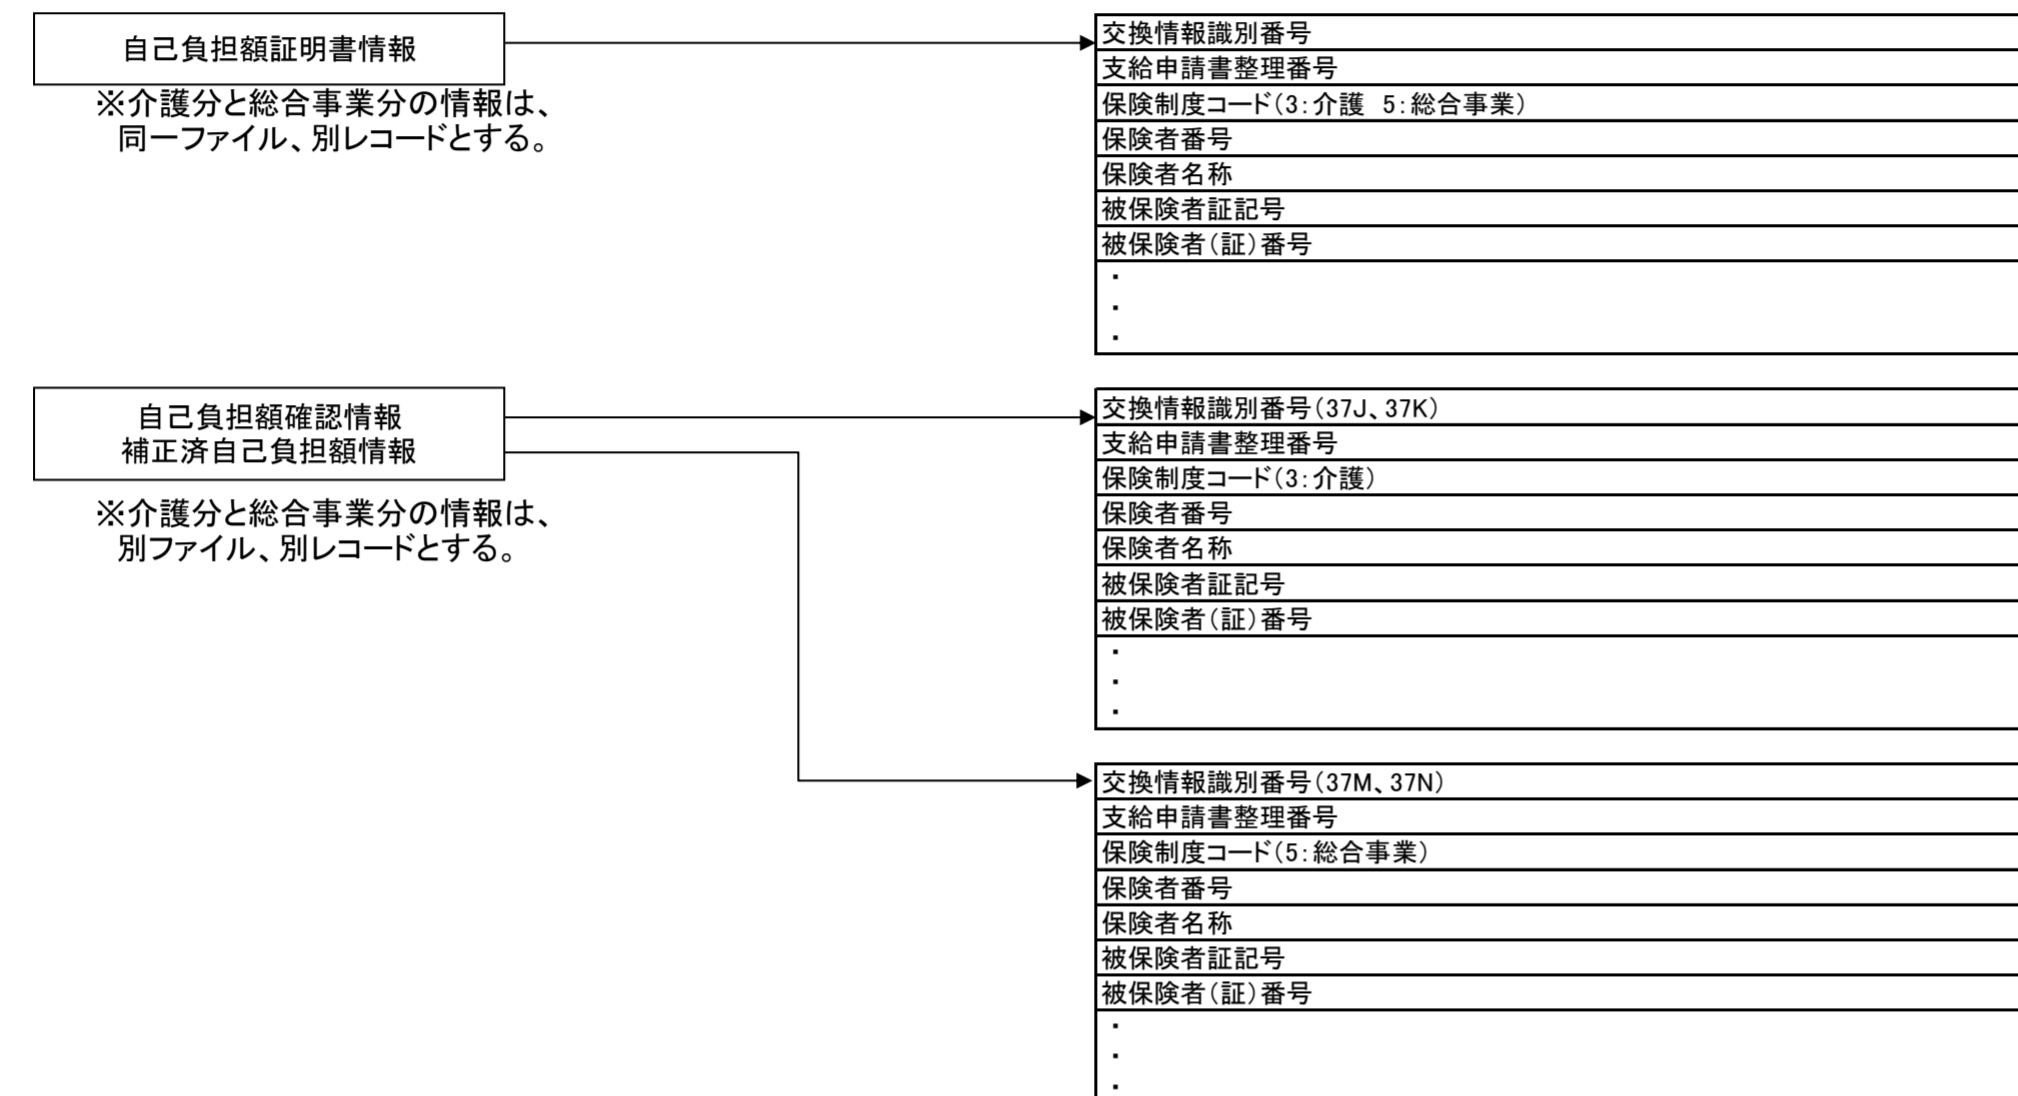 自己負担額証明書情報
※介護分と総合事業分の情報は、
同一ファイル、別レコードとする。
交換情報識別番号
支給申請書整理番号
保険制度コード(3:介護 5:総合事業)
保険者番号
保険者名称
被保険者証記号
被保険者(証)番号
・
・
・
自己負担額確認情報
補正済自己負担額情報
※介護分と総合事業分の情報は、
別ファイル、別レコードとする。
交換情報識別番号(37J、37K)
支給申請書整理番号
保険制度コード(3:介護)
保険者番号
保険者名称
被保険者証記号
被保険者(証)番号
・
・
・
交換情報識別番号(37M、37N)
支給申請書整理番号
保険制度コード(5:総合事業)
保険者番号
保険者名称
被保険者証記号
被保険者(証)番号
・
・
・